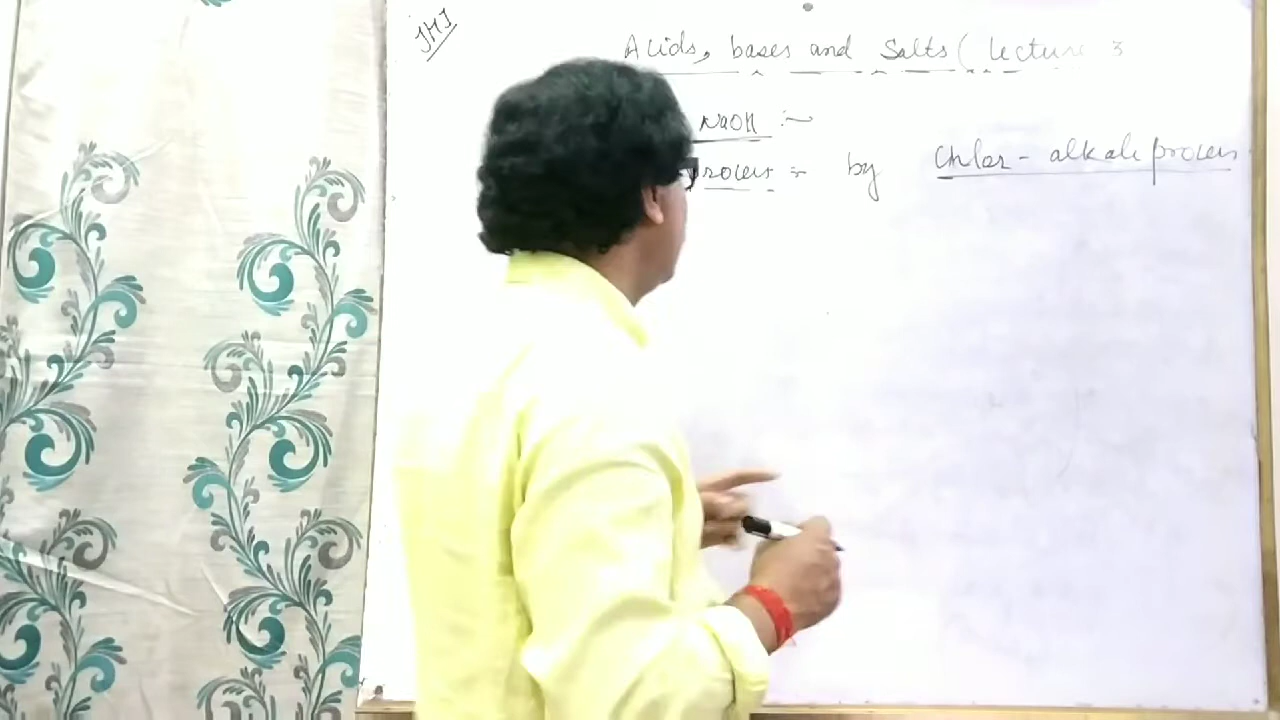 JHJ
Acids, bases and Salts ( Lecture 3
NaOH :-
rocess = by Chlor-alkali process